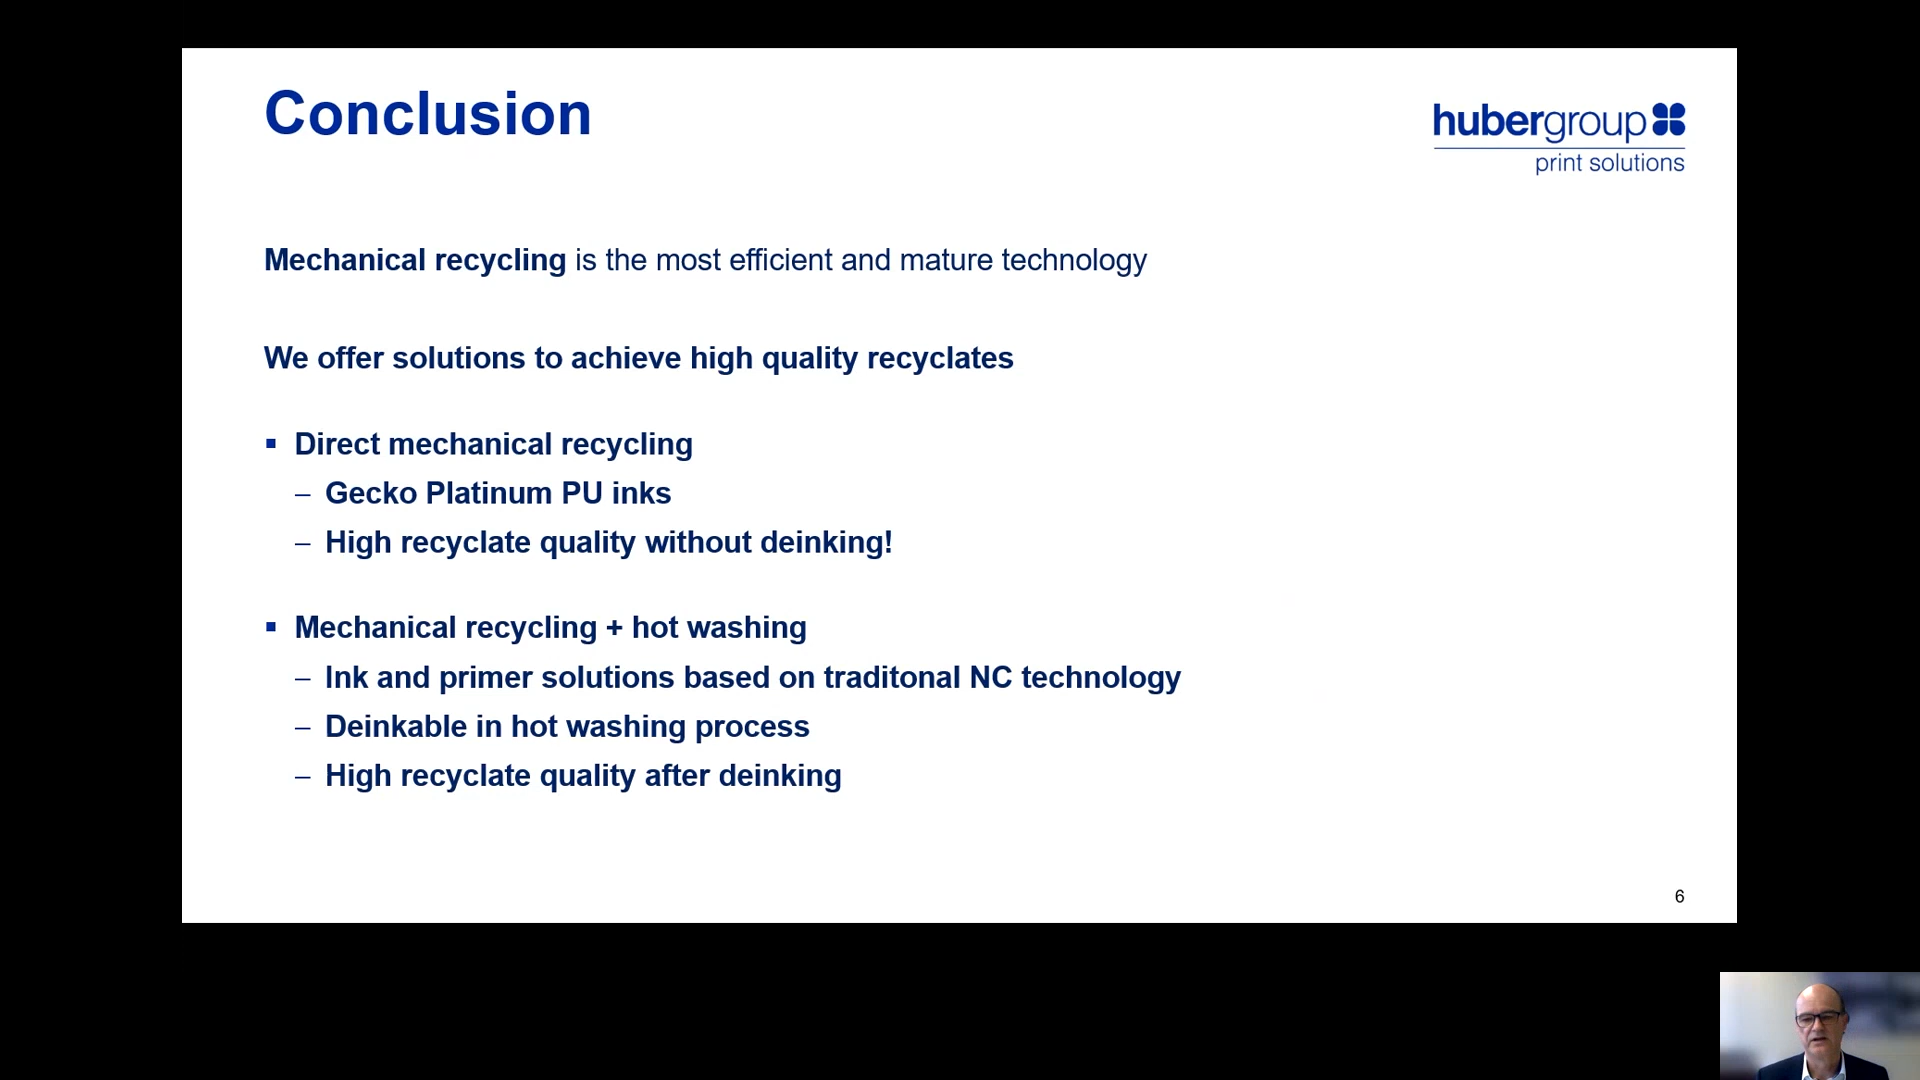 Conclusion
hubergroup
print solutions
Mechanical recycling is the most efficient and mature technology
We offer solutions to achieve high quality recyclates
▪ Direct mechanical recycling
– Gecko Platinum PU inks
– High recyclate quality without deinking!
▪ Mechanical recycling + hot washing
– Ink and primer solutions based on traditonal NC technology
– Deinkable in hot washing process
– High recyclate quality after deinking
6